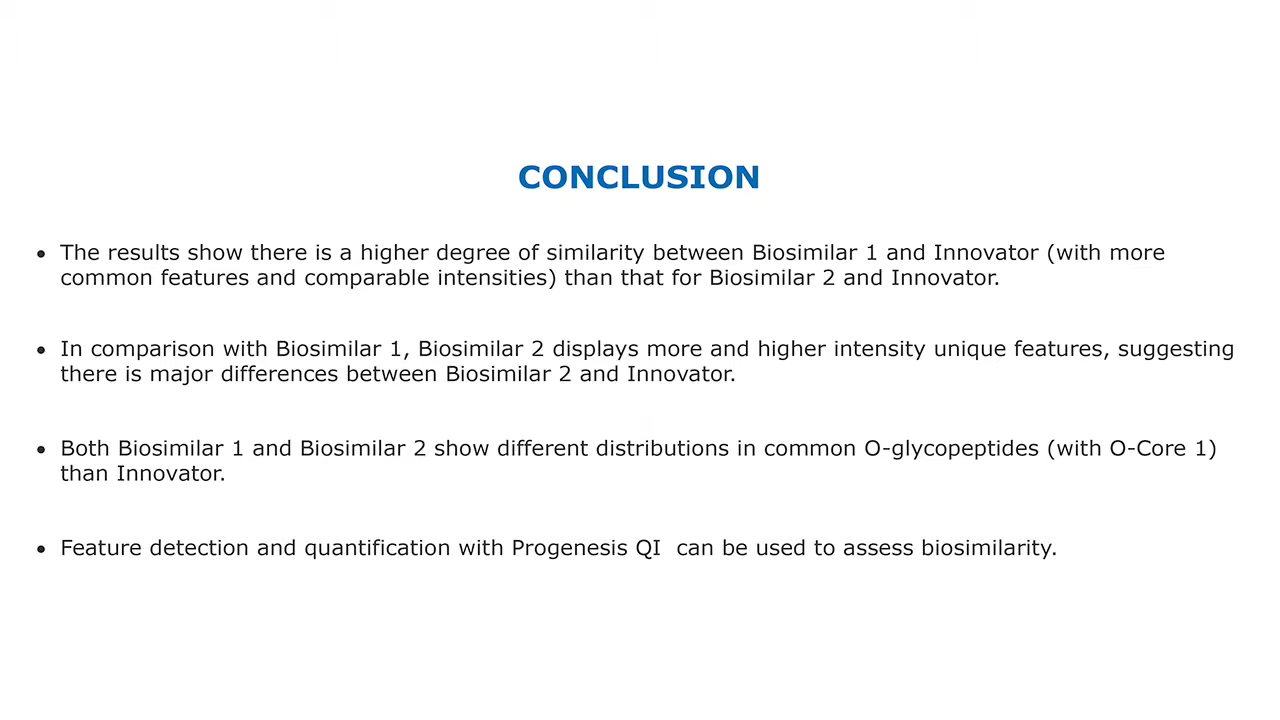 CONCLUSION
• The results show there is a higher degree of similarity between Biosimilar 1 and Innovator (with more
common features and comparable intensities) than that for Biosimilar 2 and Innovator.
• In comparison with Biosimilar 1, Biosimilar 2 displays more and higher intensity unique features, suggesting
there is major differences between Biosimilar 2 and Innovator.
• Both Biosimilar 1 and Biosimilar 2 show different distributions in common O-glycopeptides (with O-Core 1)
than Innovator.
• Feature detection and quantification with Progenesis QI  can be used to assess biosimilarity.